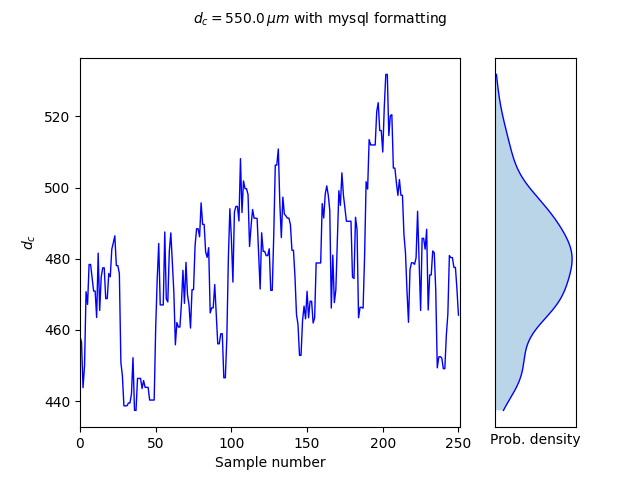 d_c = 550.0 μm with mysql formatting
520
500
480
460
440
d_c
0 50 100 150 200 250
Sample number
Prob. density